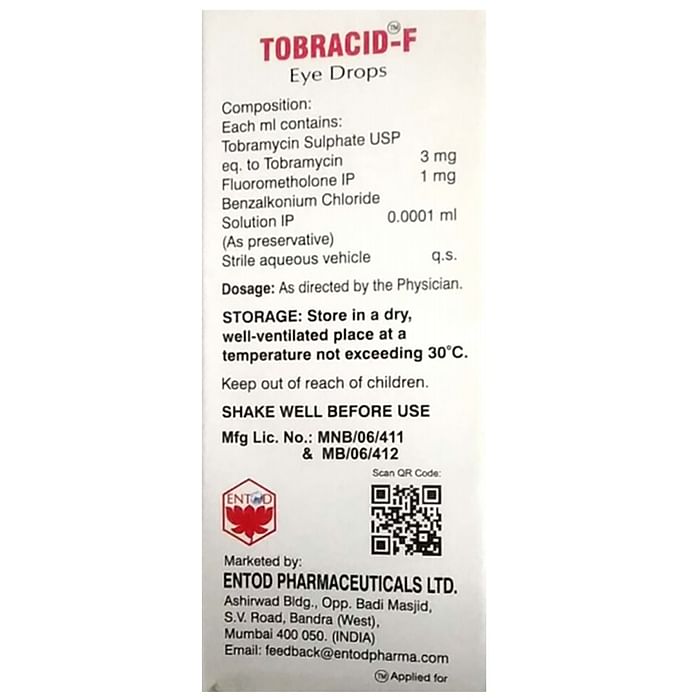 TOBRACID-F™
Eye Drops
Composition:
Each ml contains:
Tobramycin Sulphate USP
eq. to Tobramycin 3 mg
Fluorometholone IP 1 mg
Benzalkonium Chloride
Solution IP 0.0001 ml
(As preservative)
Strile aqueous vehicle q.s.
Dosage: As directed by the Physician.
STORAGE: Store in a dry,
well-ventilated place at a
temperature not exceeding 30°C.
Keep out of reach of children.
SHAKE WELL BEFORE USE
Mfg Lic. No.: MNB/06/411
& MB/06/412
Scan QR Code:
ENTOD
Marketed by:
ENTOD PHARMACEUTICALS LTD.
Ashirwad Bldg., Opp. Badi Masjid,
S.V. Road, Bandra (West),
Mumbai 400 050. (INDIA)
Email: feedback@entodpharma.com
™ Applied for